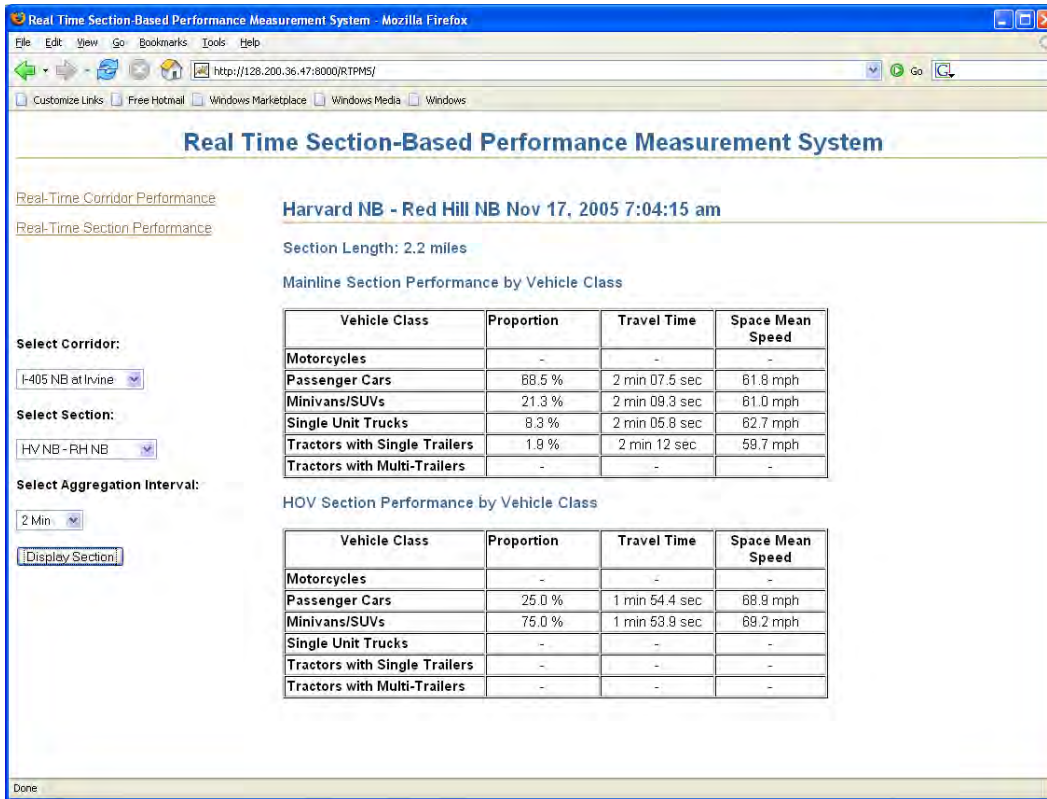 Real Time Section-Based Performance Measurement System - Mozilla Firefox
File Edit View Go Bookmarks Tools Help
http://128.200.36.47:8000/RTPMS/ Go
Customize Links Free Hotmail Windows Marketplace Windows Media Windows
Real Time Section-Based Performance Measurement System
Real-Time Corridor Performance
Real-Time Section Performance
Select Corridor:
I-405 NB at Irvine
Select Section:
HV NB - RH NB
Select Aggregation Interval:
2 Min
Display Section
Harvard NB - Red Hill NB Nov 17, 2005 7:04:15 am
Section Length: 2.2 miles
Mainline Section Performance by Vehicle Class
Vehicle Class Proportion Travel Time Space Mean Speed
Motorcycles - - -
Passenger Cars 68.5 % 2 min 07.5 sec 61.8 mph
Minivans/SUVs 21.3 % 2 min 09.3 sec 61.0 mph
Single Unit Trucks 8.3 % 2 min 05.8 sec 62.7 mph
Tractors with Single Trailers 1.9 % 2 min 12 sec 59.7 mph
Tractors with Multi-Trailers - - -
HOV Section Performance by Vehicle Class
Vehicle Class Proportion Travel Time Space Mean Speed
Motorcycles - - -
Passenger Cars 25.0 % 1 min 54.4 sec 68.9 mph
Minivans/SUVs 75.0 % 1 min 53.9 sec 69.2 mph
Single Unit Trucks - - -
Tractors with Single Trailers - - -
Tractors with Multi-Trailers - - -
Done